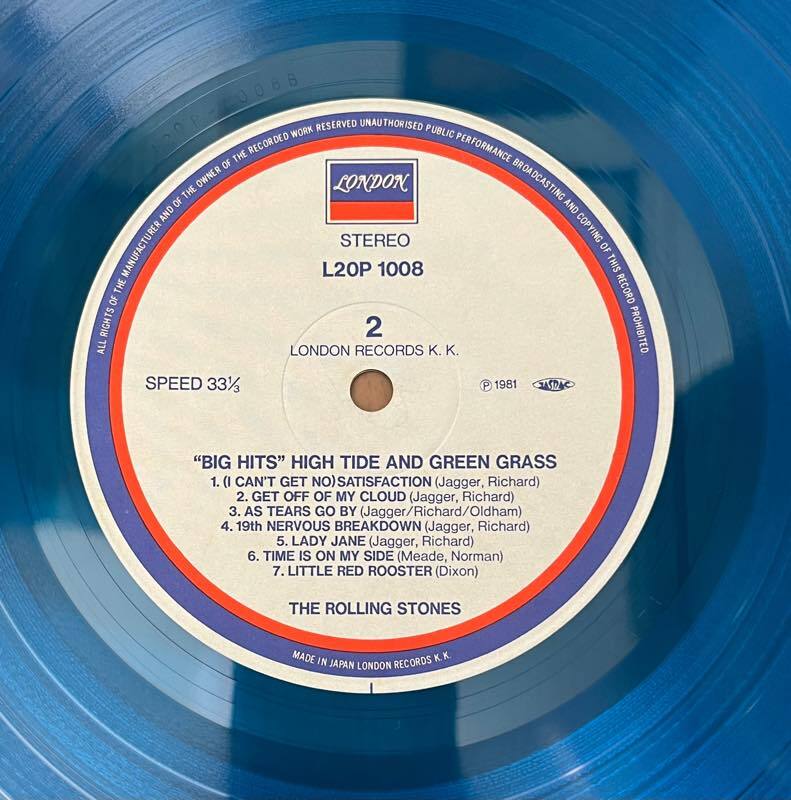 ALL RIGHTS OF THE MANUFACTURER AND OF THE OWNER OF THE RECORDED WORK RESERVED UNAUTHORISED PUBLIC PERFORMANCE BROADCASTING AND COPYING OF THIS RECORD PROHIBITED
LONDON
STEREO
L20P 1008
2
LONDON RECORDS K. K.
SPEED 33⅓
Ⓟ 1981 JASRAC
“BIG HITS” HIGH TIDE AND GREEN GRASS
1. (I CAN'T GET NO) SATISFACTION (Jagger, Richard)
2. GET OFF OF MY CLOUD (Jagger, Richard)
3. AS TEARS GO BY (Jagger/Richard/Oldham)
4. 19th NERVOUS BREAKDOWN (Jagger, Richard)
5. LADY JANE (Jagger, Richard)
6. TIME IS ON MY SIDE (Meade, Norman)
7. LITTLE RED ROOSTER (Dixon)
THE ROLLING STONES
MADE IN JAPAN LONDON RECORDS K. K.